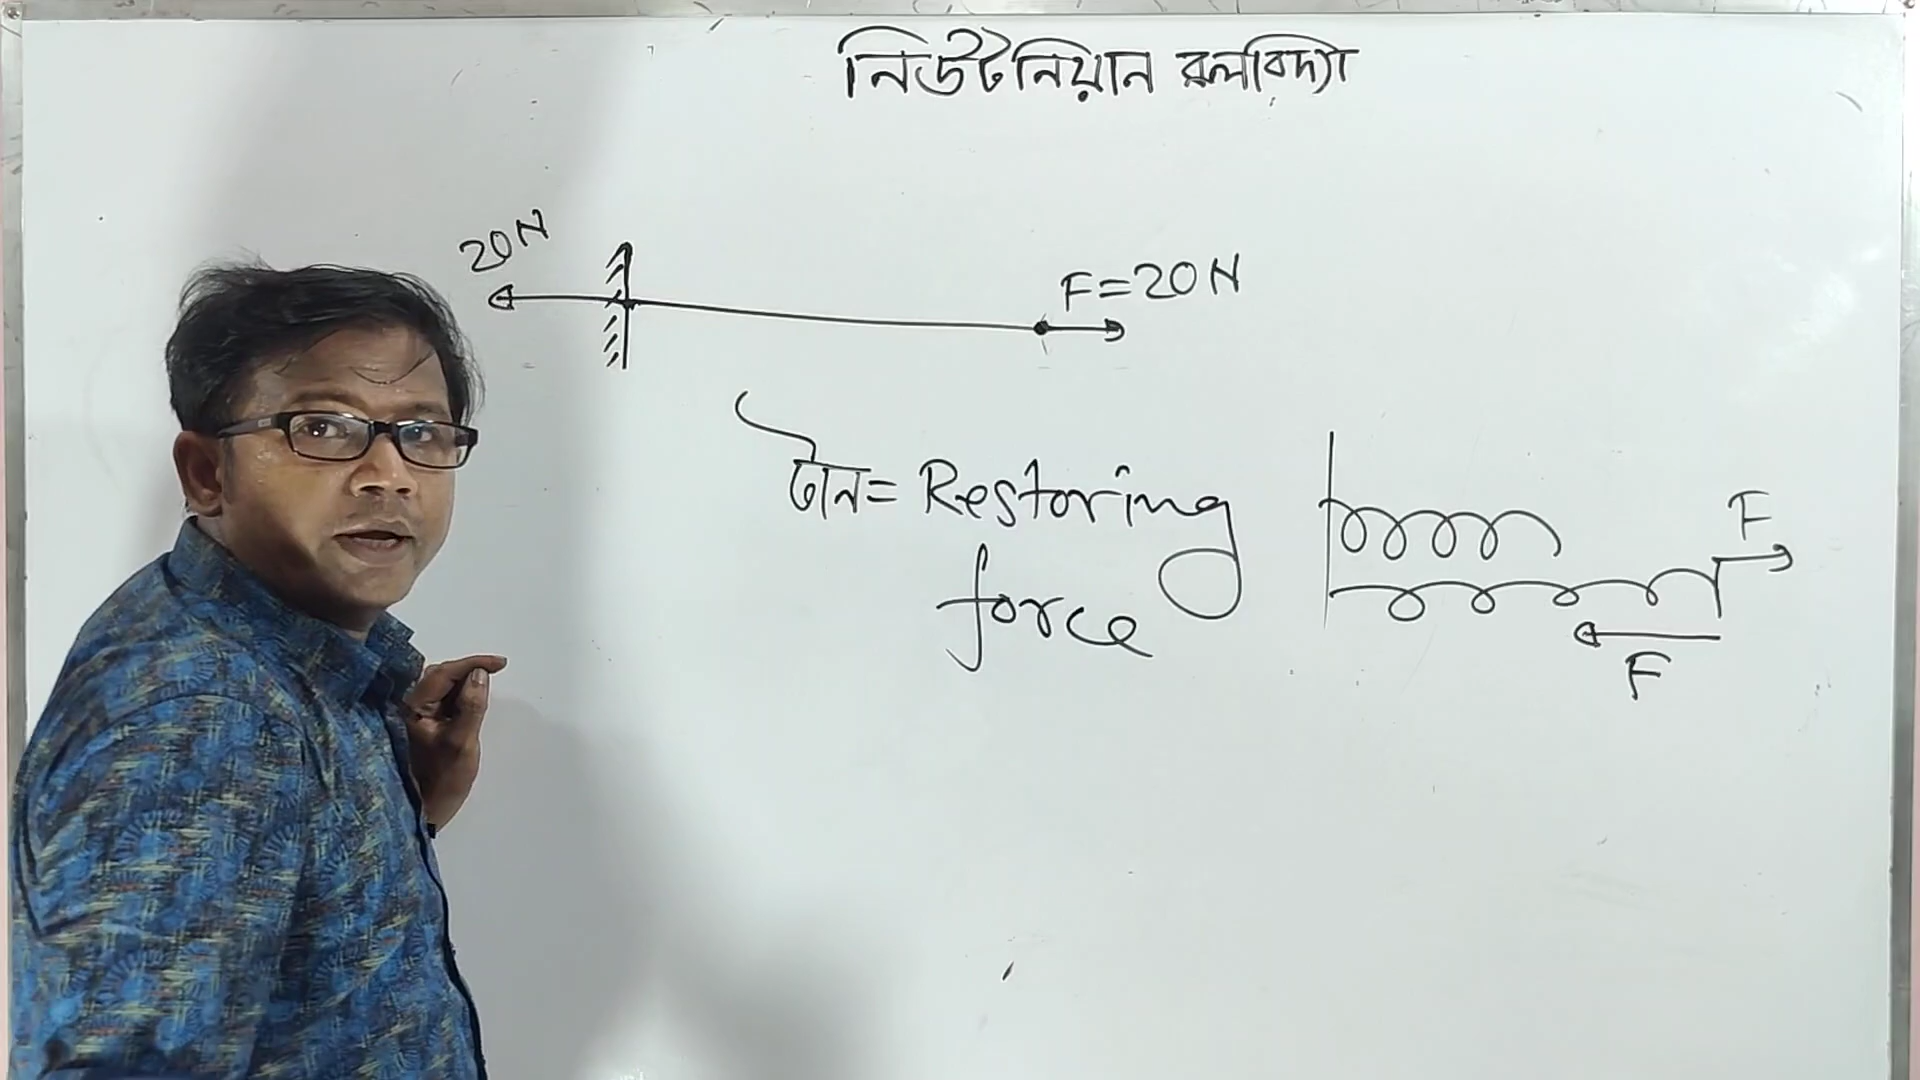 নিউটনিয়ান বলবিদ্যা
20N
F=20N
টান= Restoring
force
F
F